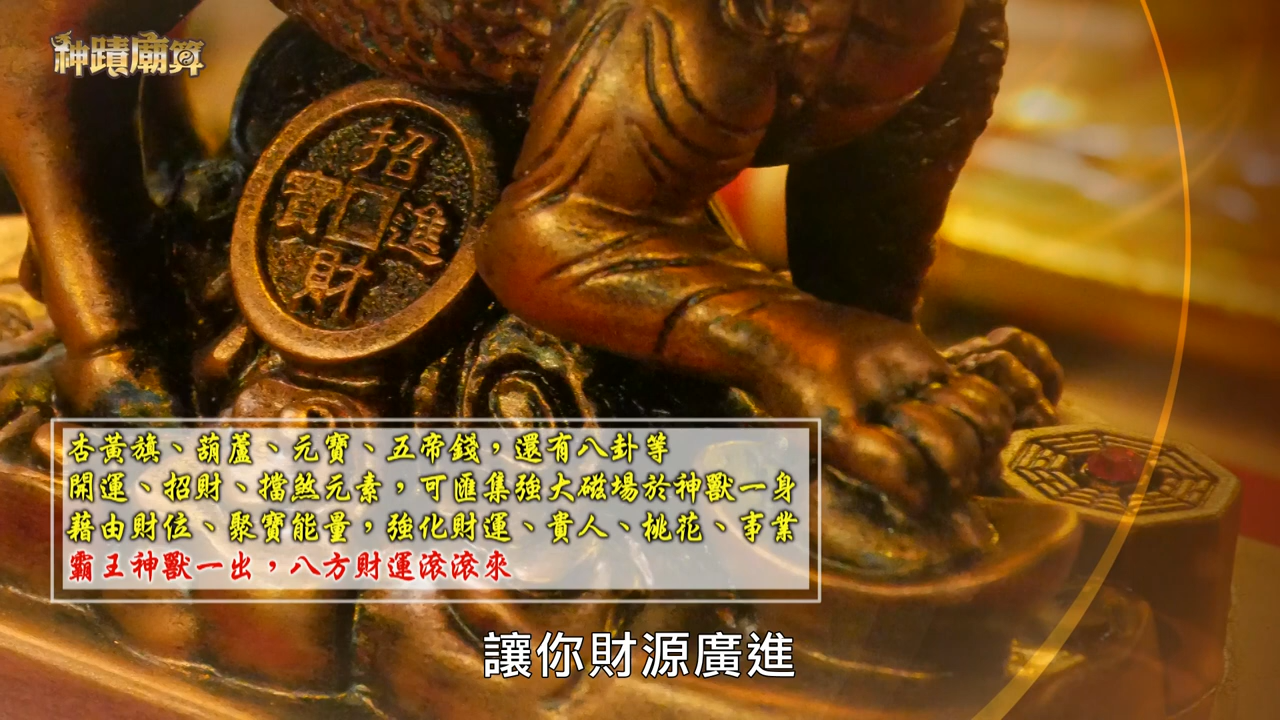 神蹟廟算
招
寶 進
財
杏黃旗、葫蘆、元寶、五帝錢，還有八卦等
開運、招財、擋煞元素，可匯集強大磁場於神獸一身
藉由財位、聚寶能量，強化財運、貴人、桃花、事業
霸王神獸一出，八方財運滾滾來
讓你財源廣進